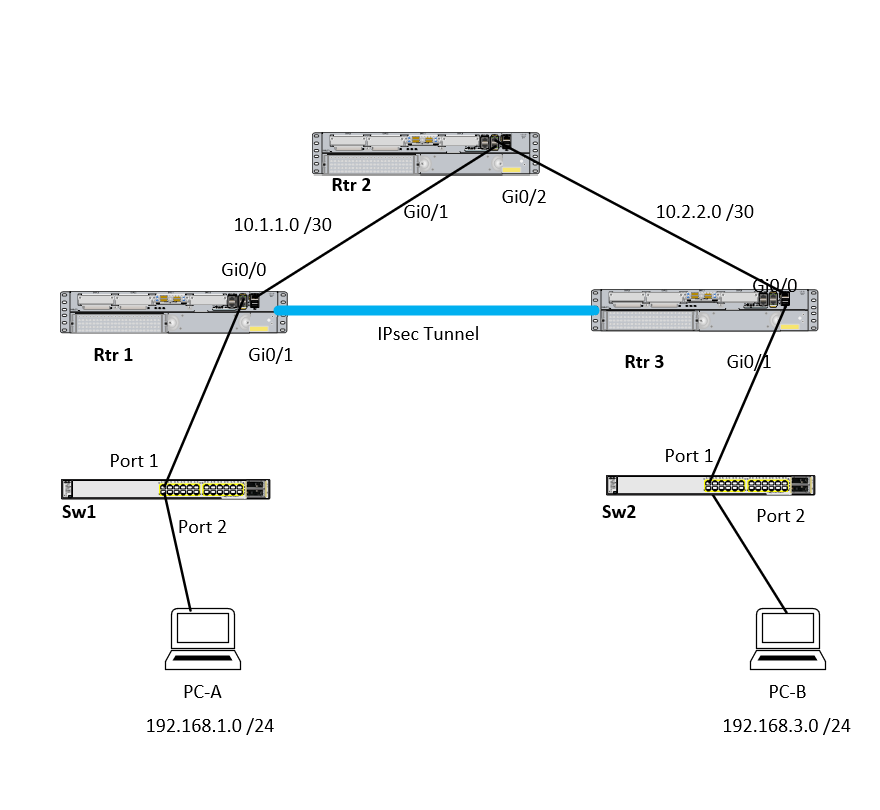 Rtr 2
Gi0/1
Gi0/2
10.1.1.0 /30
10.2.2.0 /30
Gi0/0
Gi0/0
IPsec Tunnel
Rtr 1
Gi0/1
Rtr 3
Gi0/1
Port 1
Port 1
Sw1
Port 2
Sw2
Port 2
PC-A
PC-B
192.168.1.0 /24
192.168.3.0 /24